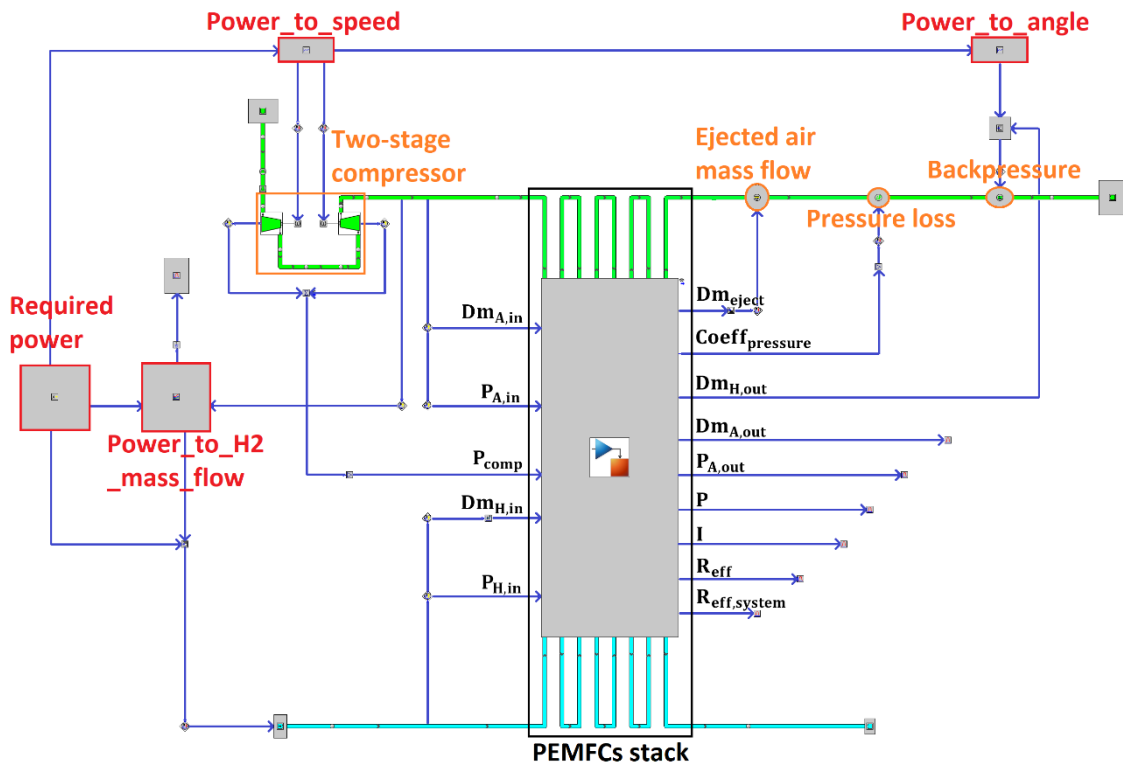 Power_to_speed
Power_to_angle
Two-stage
compressor
Ejected air
mass flow
Backpressure
Pressure loss
Required
power
Power_to_H2
_mass_flow
Dm_A,in
P_A,in
P_comp
Dm_H,in
P_H,in
Dm_eject
Coeff_pressure
Dm_H,out
Dm_A,out
P_A,out
P
I
R_eff
R_eff,system
PEMFCs stack